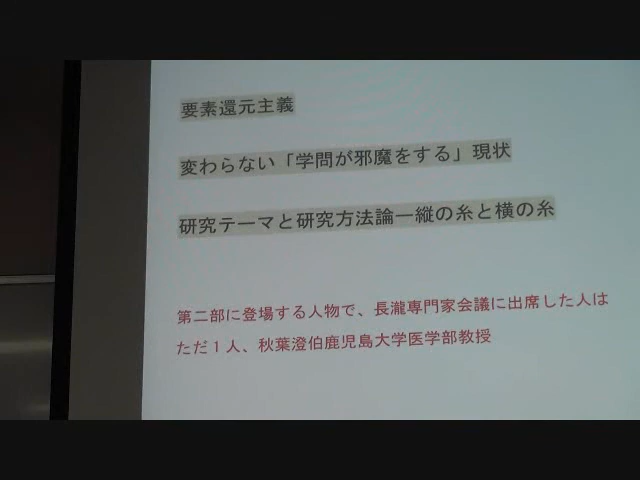 要素還元主義
変わらない「学問が邪魔をする」現状
研究テーマと研究方法論―縦の糸と横の糸
第二部に登場する人物で、長瀧専門家会議に出席した人は
ただ１人、秋葉澄伯鹿児島大学医学部教授